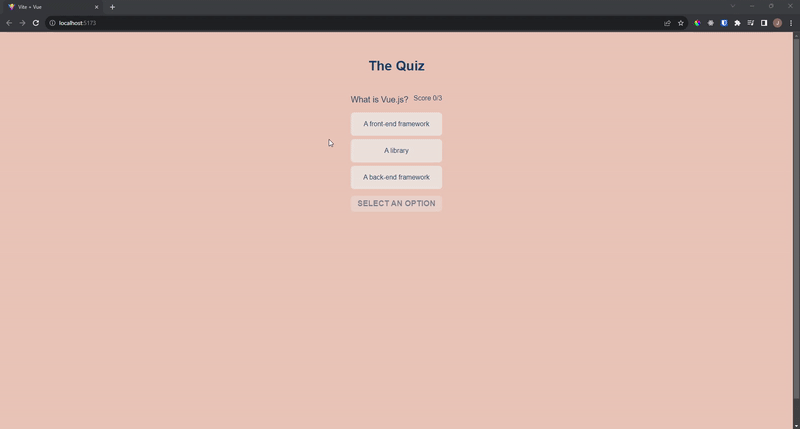 Vite + Vue
localhost:5173
J
The Quiz
What is Vue.js? Score 0/3
A front-end framework
A library
A back-end framework
SELECT AN OPTION